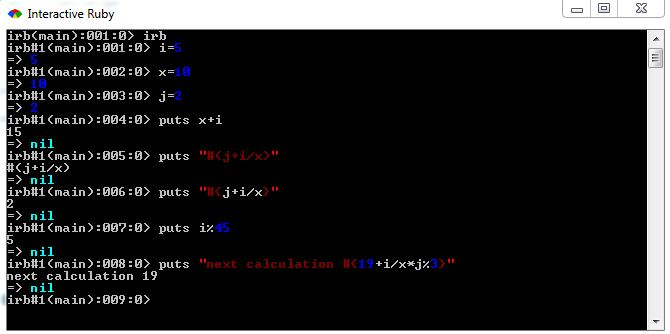 Interactive Ruby
irb(main):001:0> irb
irb#1(main):001:0> i=5
=> 5
irb#1(main):002:0> x=10
=> 10
irb#1(main):003:0> j=2
=> 2
irb#1(main):004:0> puts x+i
15
=> nil
irb#1(main):005:0> puts "#(j+i/x)"
#(j+i/x)
=> nil
irb#1(main):006:0> puts "#{j+i/x}"
2
=> nil
irb#1(main):007:0> puts i%45
5
=> nil
irb#1(main):008:0> puts "next calculation #{19+i/x*j%3}"
next calculation 19
=> nil
irb#1(main):009:0>